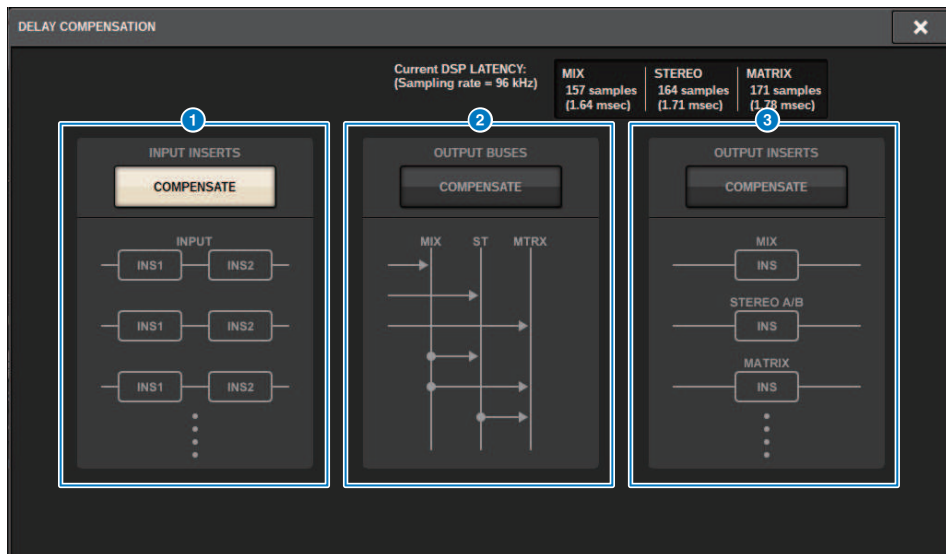 DELAY COMPENSATION
Current DSP LATENCY:
(Sampling rate = 96 kHz)
MIX
157 samples
(1.64 msec)
STEREO
164 samples
(1.71 msec)
MATRIX
171 samples
(1.78 msec)
1
INPUT INSERTS
COMPENSATE
INPUT
INS1 INS2
INS1 INS2
INS1 INS2
2
OUTPUT BUSES
COMPENSATE
MIX ST MTRX
3
OUTPUT INSERTS
COMPENSATE
MIX
INS
STEREO A/B
INS
MATRIX
INS